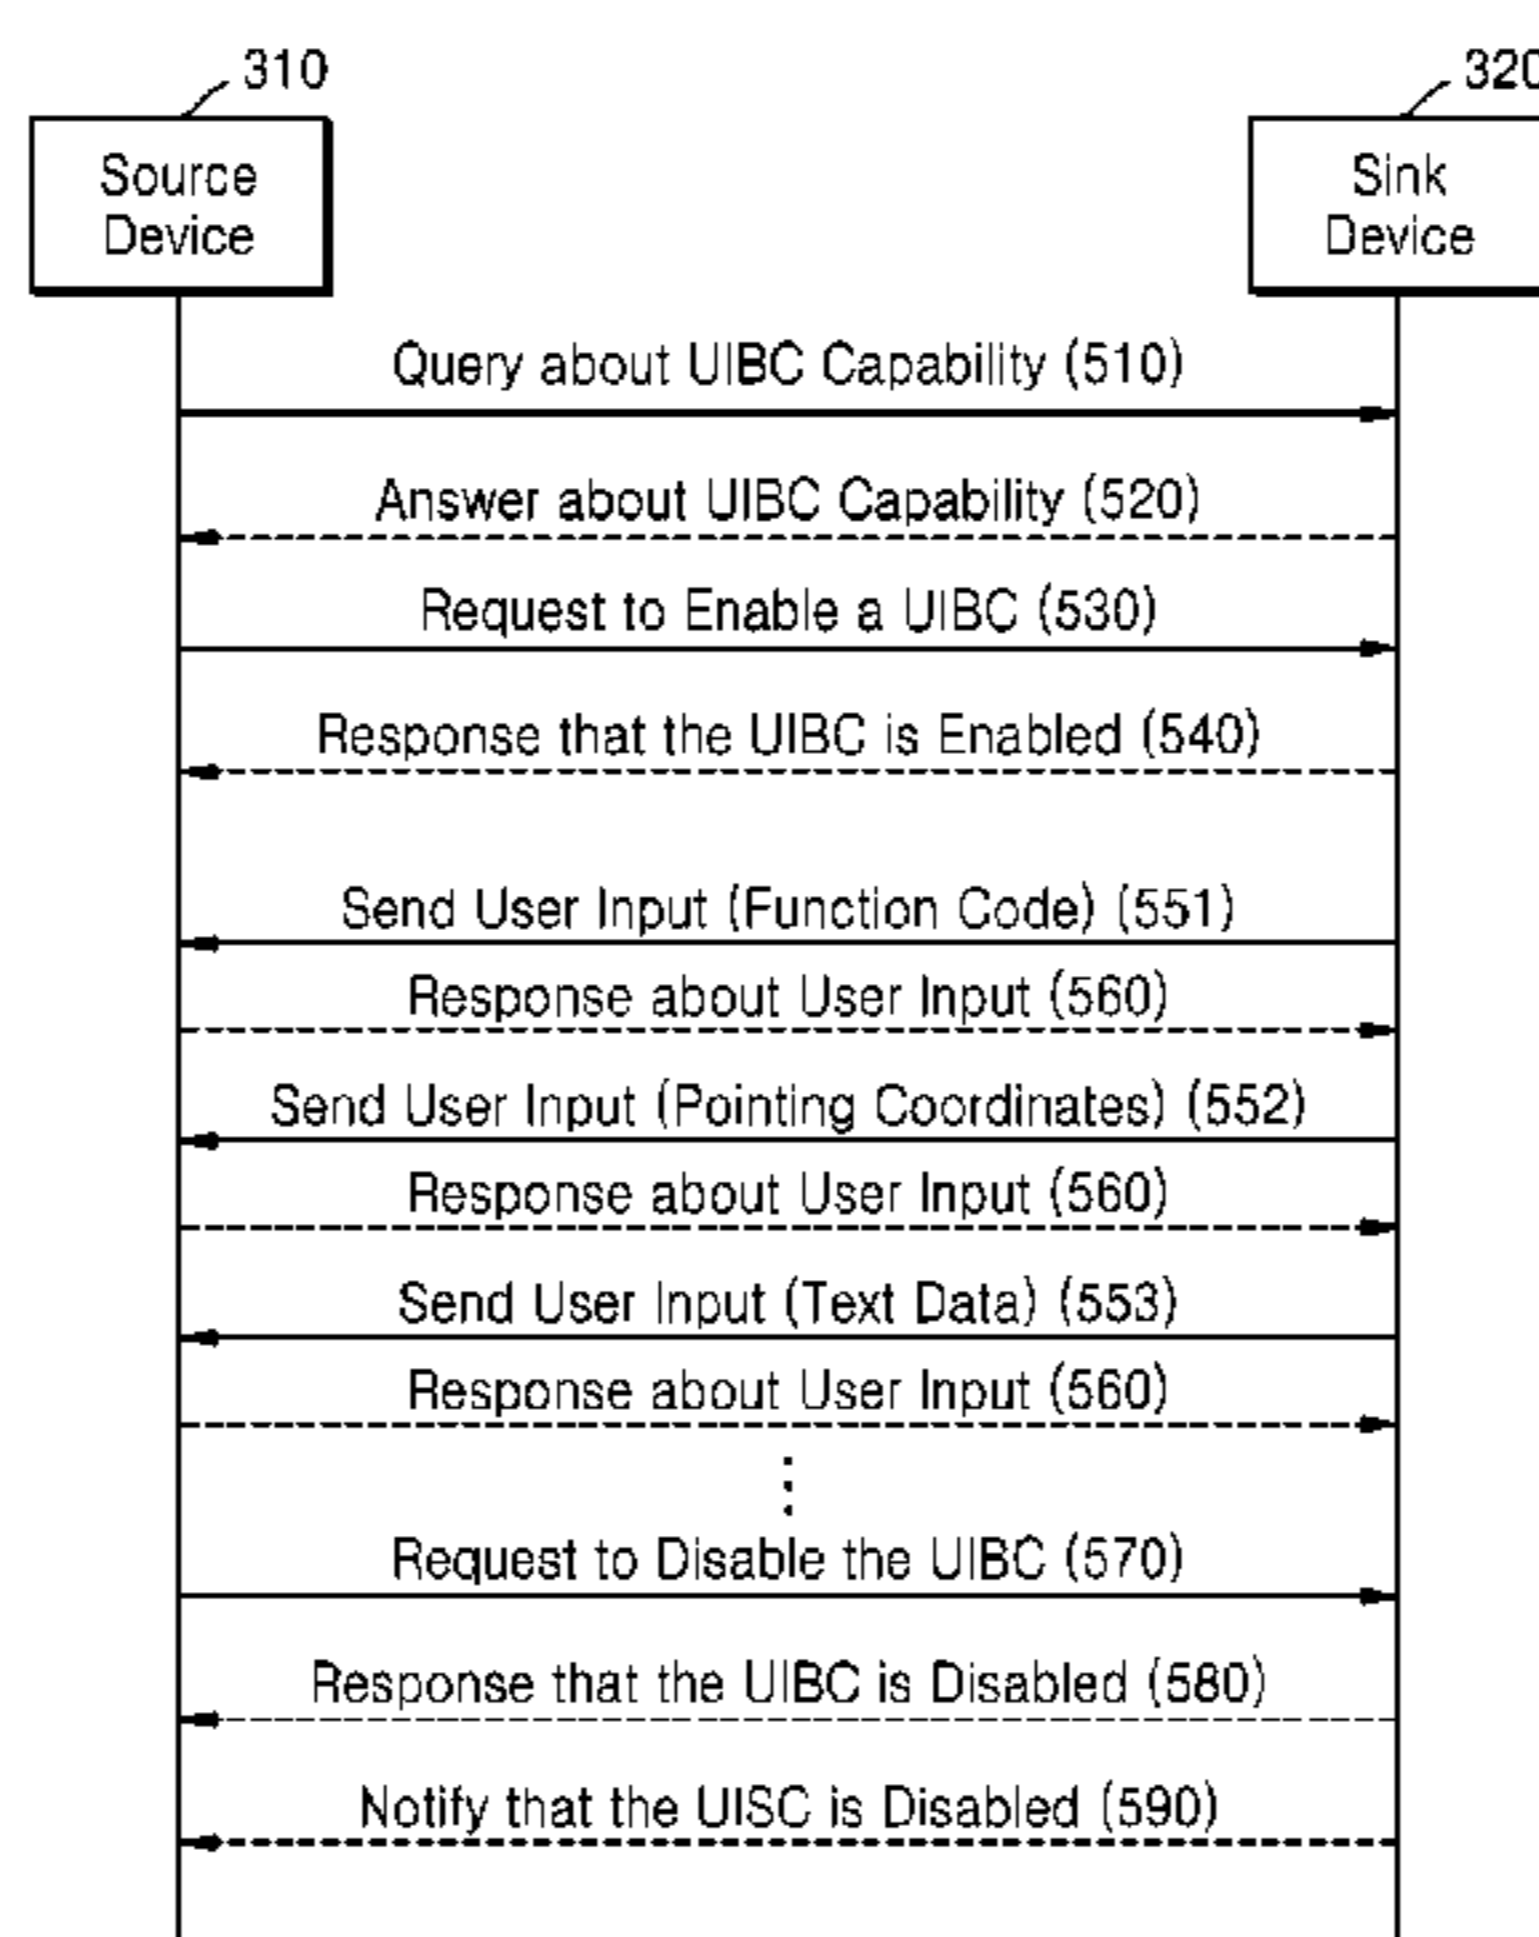 310
320
Source
Device
Sink
Device
Query about UIBC Capability (510)
Answer about UIBC Capability (520)
Request to Enable a UIBC (530)
Response that the UIBC is Enabled (540)
Send User Input (Function Code) (551)
Response about User Input (560)
Send User Input (Pointing Coordinates) (552)
Response about User Input (560)
Send User Input (Text Data) (553)
Response about User Input (560)
Request to Disable the UIBC (570)
Response that the UIBC is Disabled (580)
Notify that the UISC is Disabled (590)